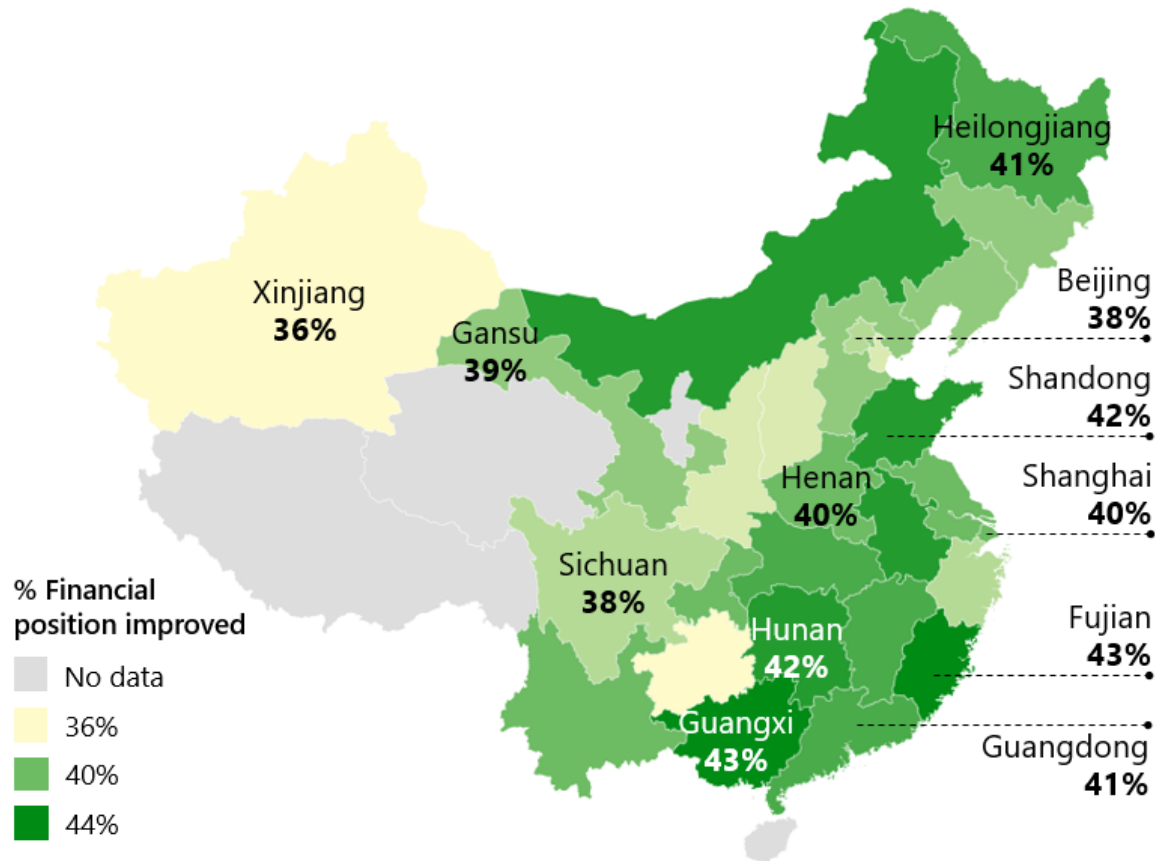 Heilongjiang
41%
Beijing
38%
Xinjiang
36%
Gansu
39%
Shandong
42%
Henan
40%
Shanghai
40%
Sichuan
38%
Hunan
42%
Fujian
43%
Guangxi
43%
Guangdong
41%
% Financial
position improved
No data
36%
40%
44%